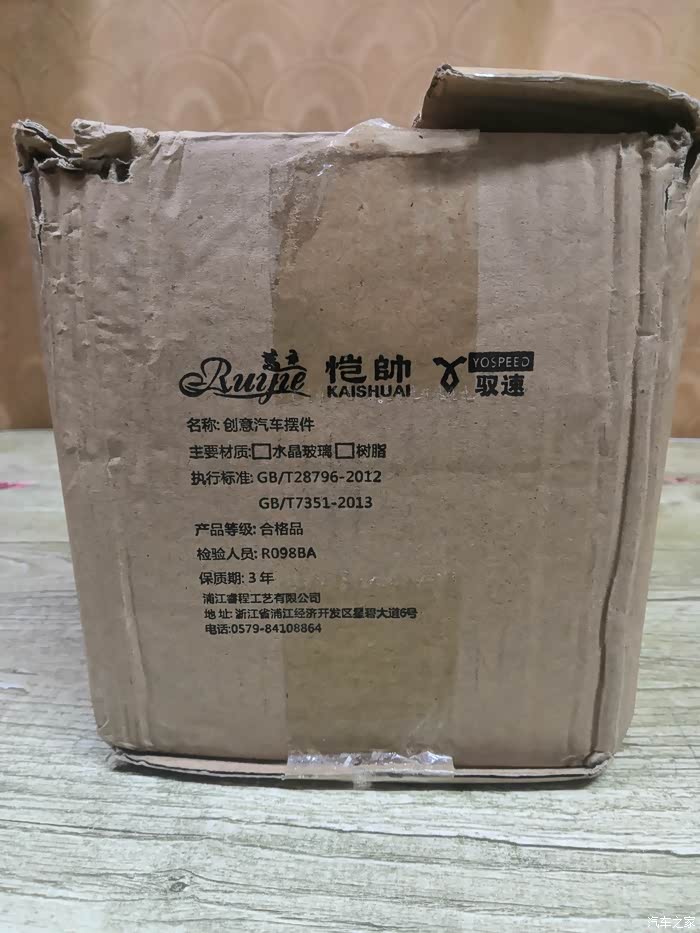 Ruijie 恺帥 KAISHUAI YOSPEED 驭速
名称: 创意汽车摆件
主要材质:□水晶玻璃□树脂
执行标准: GB/T28796-2012
GB/T7351-2013
产品等级: 合格品
检验人员: R098BA
保质期: 3 年
浦江睿程工艺有限公司
地 址: 浙江省浦江经济开发区星碧大道6号
电话:0579-84108864
汽车之家